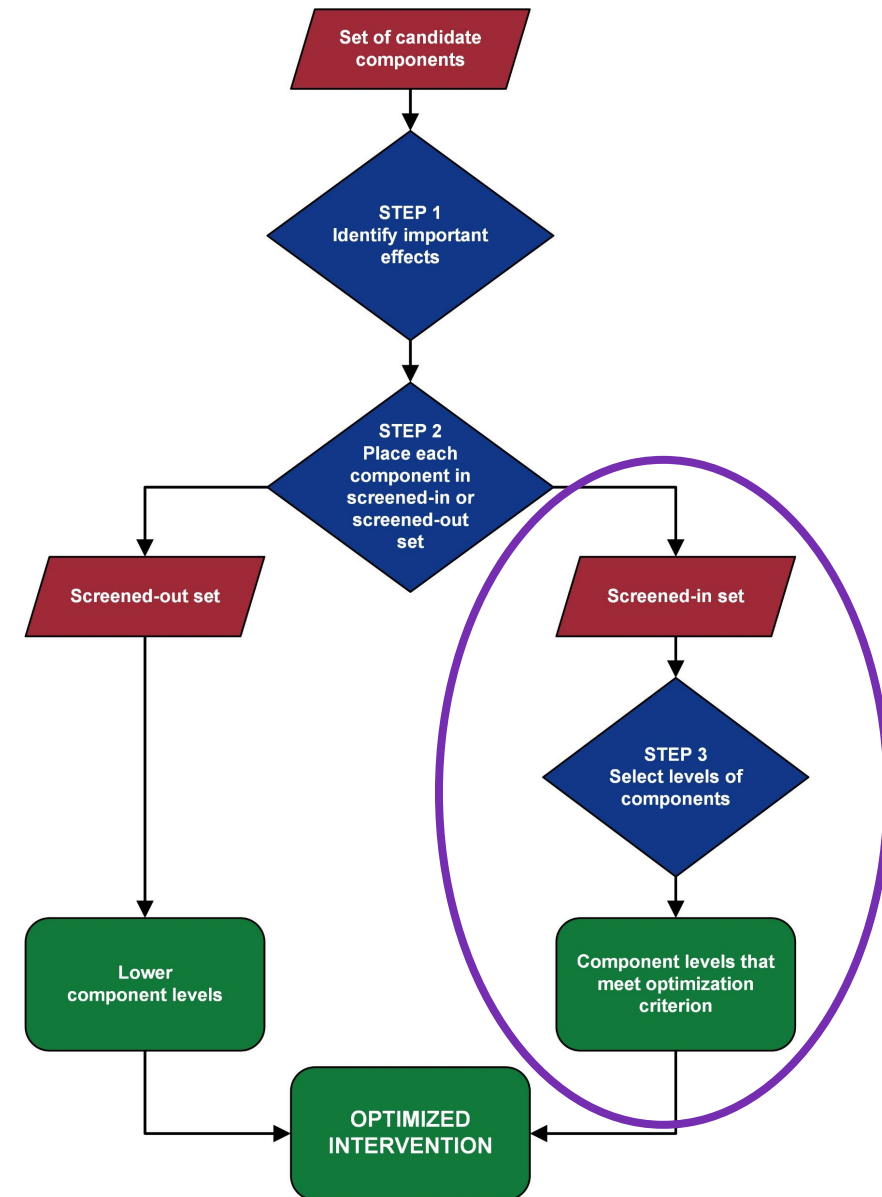 Set of candidate
components
STEP 1
Identify important
effects
STEP 2
Place each
component in
screened-in or
screened-out
set
Screened-out set
Screened-in set
STEP 3
Select levels of
components
Lower
component levels
Component levels that
meet optimization
criterion
OPTIMIZED
INTERVENTION